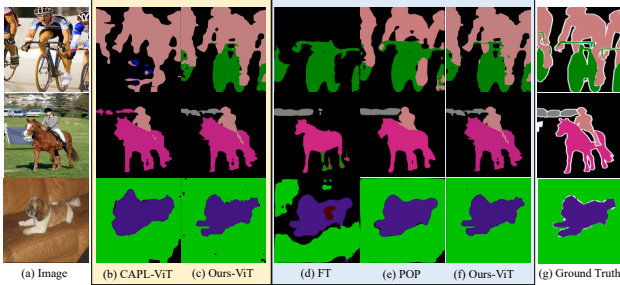 (a) Image
(b) CAPL-ViT
(c) Ours-ViT
(d) FT
(e) POP
(f) Ours-ViT
(g) Ground Truth